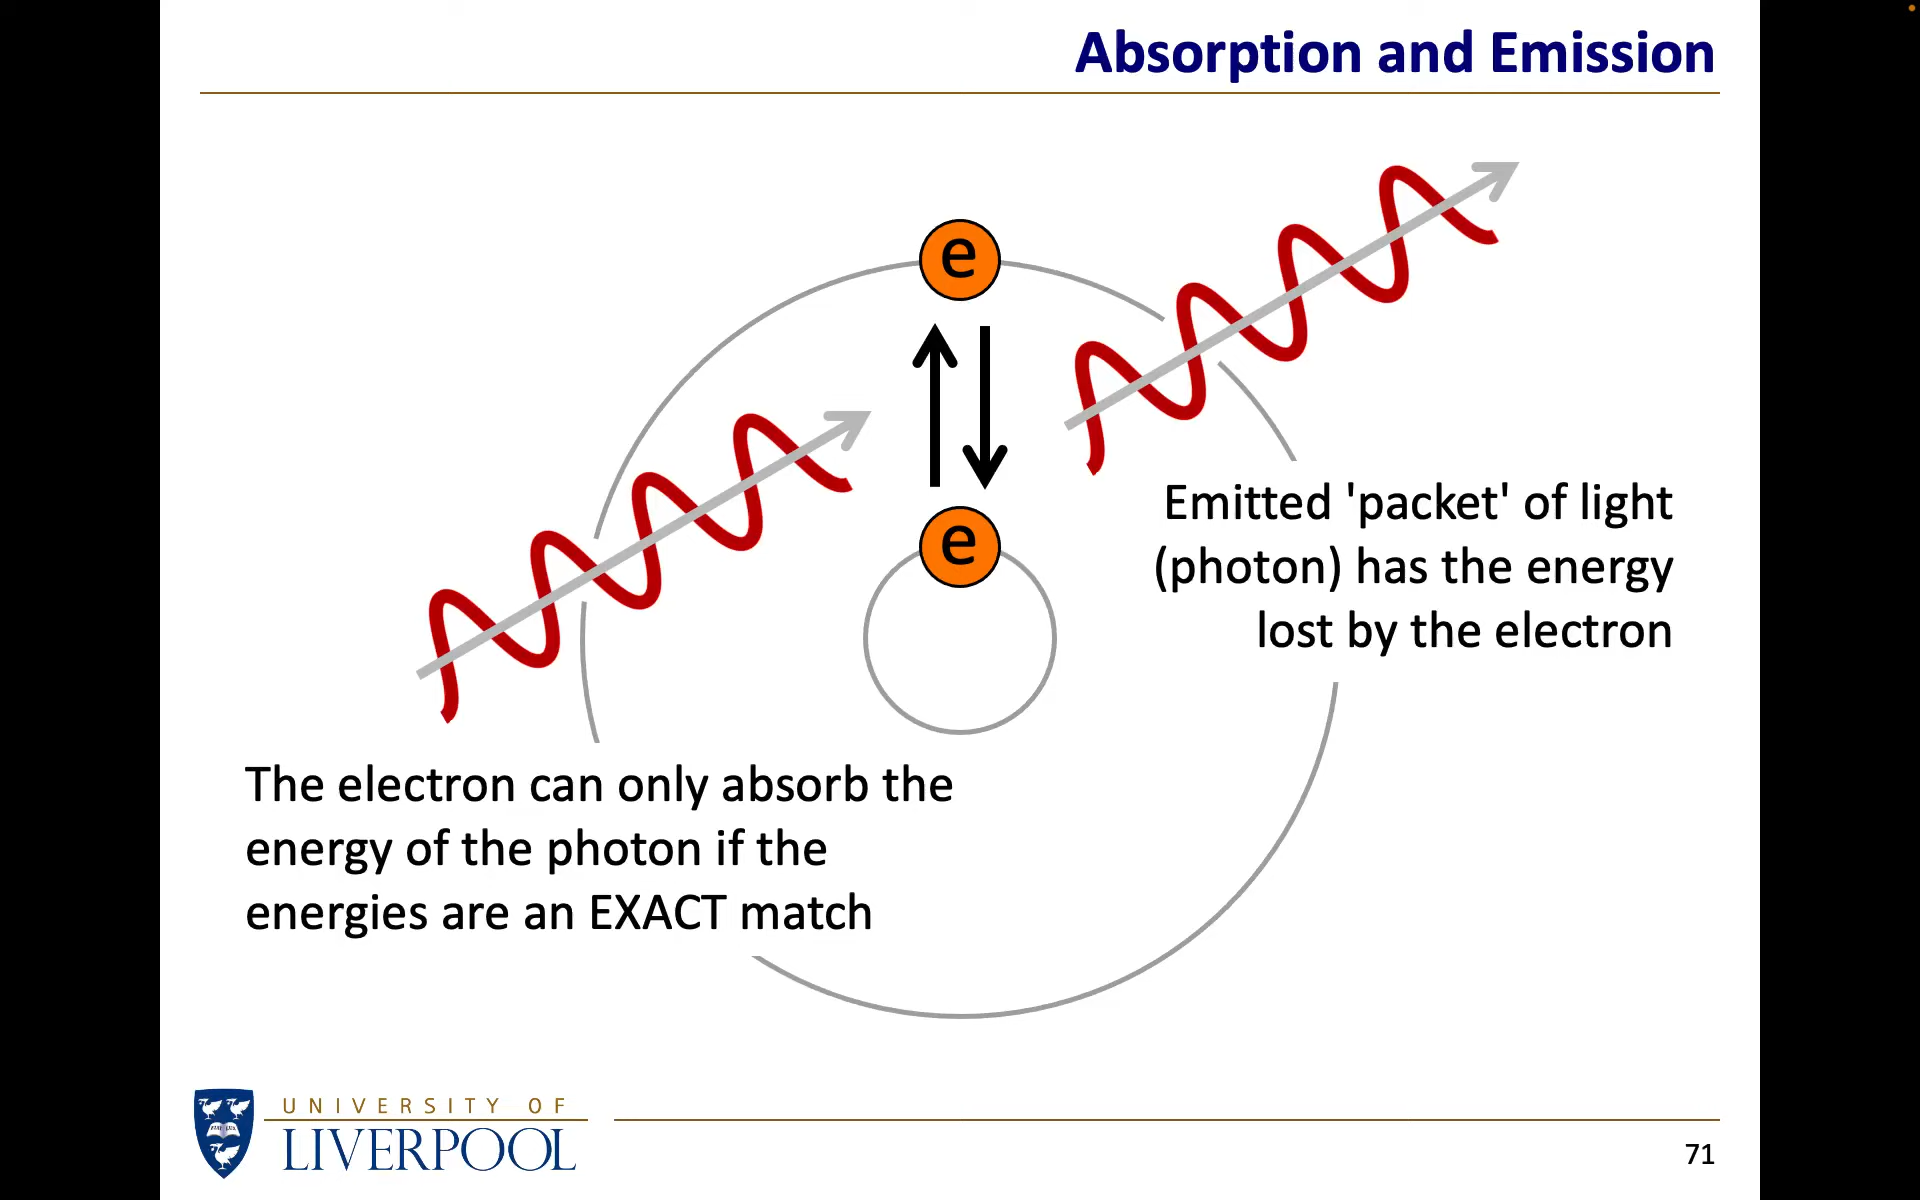 Absorption and Emission
e
e
Emitted 'packet' of light
(photon) has the energy
lost by the electron
The electron can only absorb the
energy of the photon if the
energies are an EXACT match
UNIVERSITY OF
LIVERPOOL
71